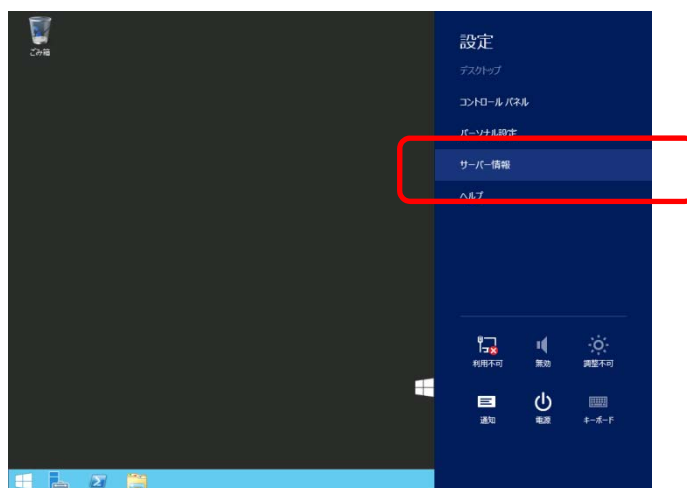 ごみ箱
設定
デスクトップ
コントロール パネル
パーソナル設定
サーバー情報
ヘルプ
利用不可
無効
調整不可
通知
電源
キーボード